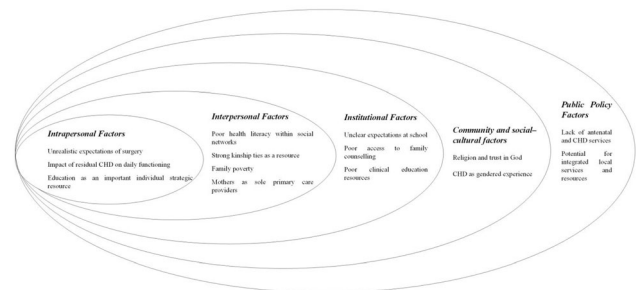 Intrapersonal Factors
Unrealistic expectations of surgery
Impact of residual CHD on daily functioning
Education as an important individual strategic
resource
Interpersonal Factors
Poor health literacy within social
networks
Strong kinship ties as a resource
Family poverty
Mothers as sole primary care
providers
Institutional Factors
Unclear expectations at school
Poor access to family
counselling
Poor clinical education
resources
Community and social–
cultural factors
Religion and trust in God
CHD as gendered experience
Public Policy
Factors
Lack of antenatal
and CHD services
Potential for
integrated local
services and
resources